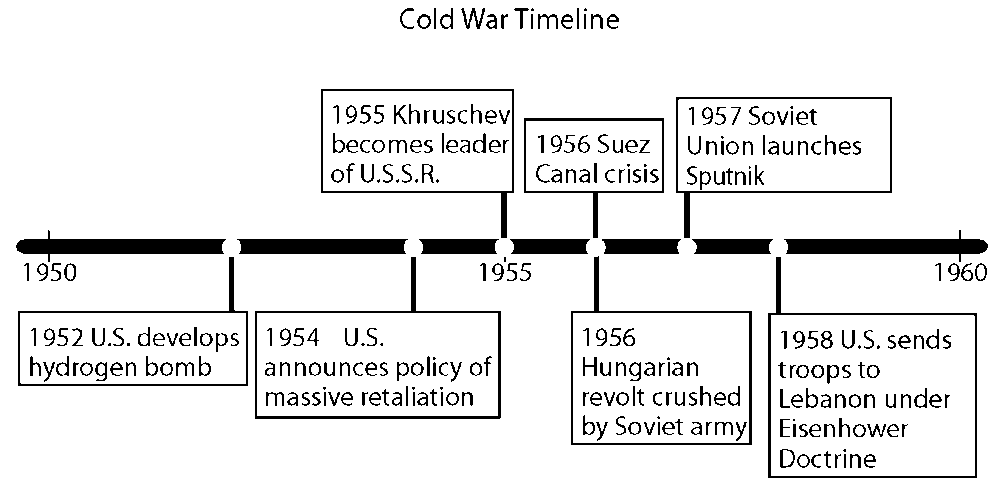 Cold War Timeline
1955 Khruschev
becomes leader
of U.S.S.R.
1956 Suez
Canal crisis
1957 Soviet
Union launches
Sputnik
1950
1955
1960
1952 U.S. develops
hydrogen bomb
1954 U.S.
announces policy of
massive retaliation
1956
Hungarian
revolt crushed
by Soviet army
1958 U.S. sends
troops to
Lebanon under
Eisenhower
Doctrine